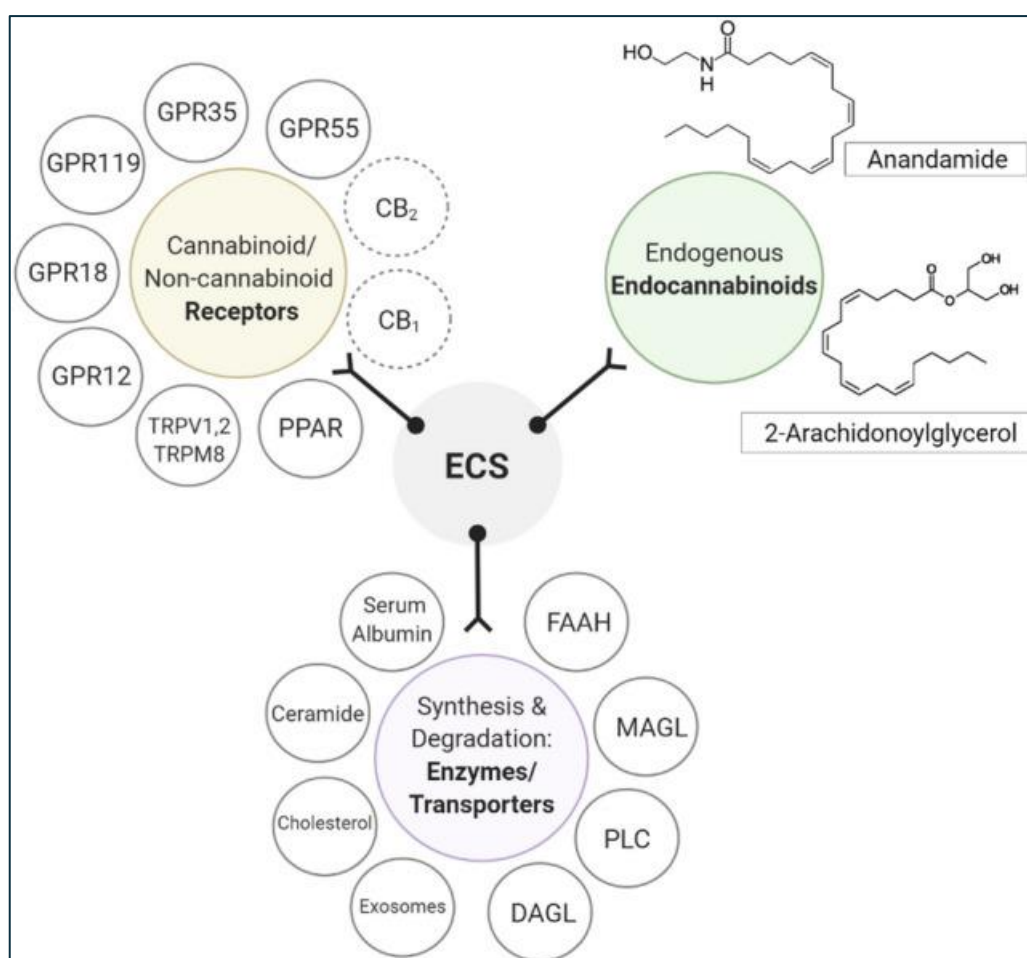 GPR35
GPR55
GPR119
CB₂
Cannabinoid/
Non-cannabinoid
Receptors
GPR18
CB₁
GPR12
TRPV1,2
TRPM8
PPAR
O
HO
N
H
Anandamide
Endogenous
Endocannabinoids
OH
O
O
OH
2-Arachidonoylglycerol
ECS
Serum
Albumin
FAAH
Ceramide
Synthesis &
Degradation:
Enzymes/
Transporters
MAGL
Cholesterol
PLC
Exosomes
DAGL